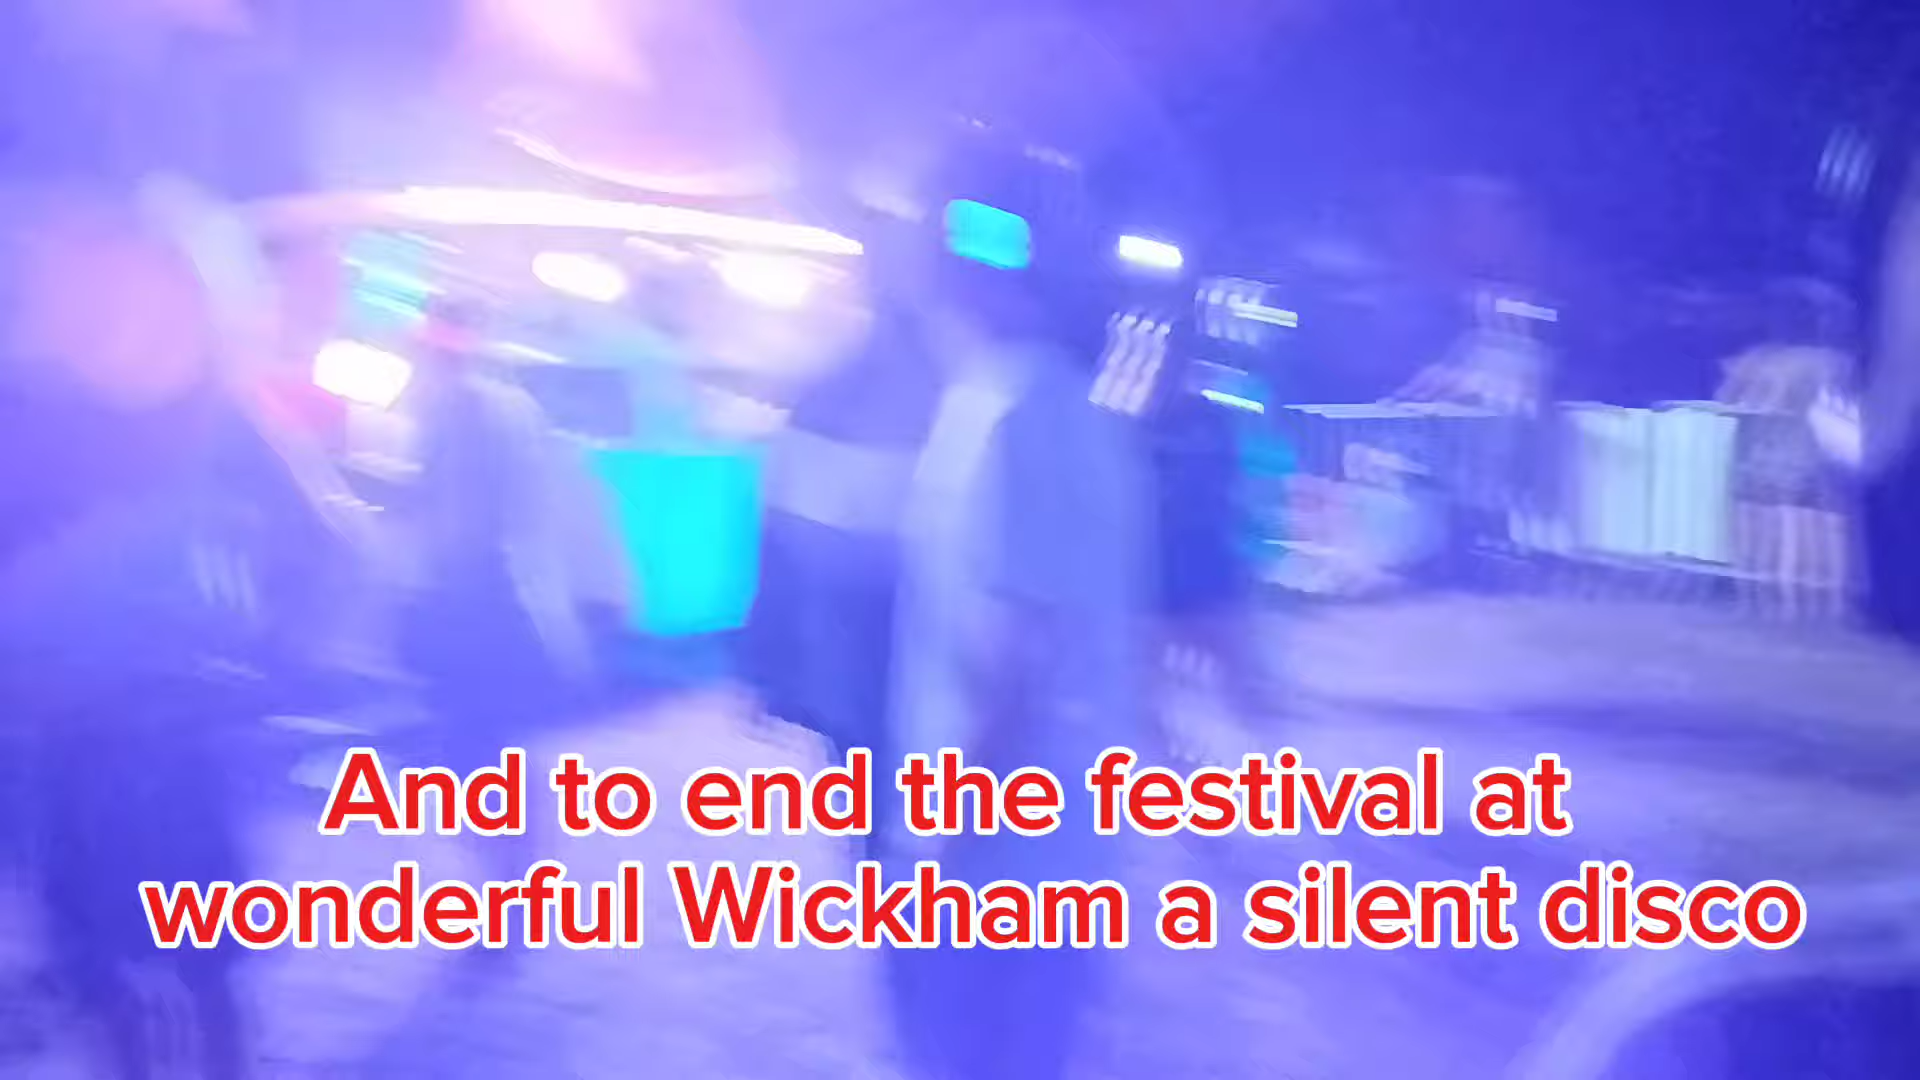 And to end the festival at
wonderful Wickham a silent disco